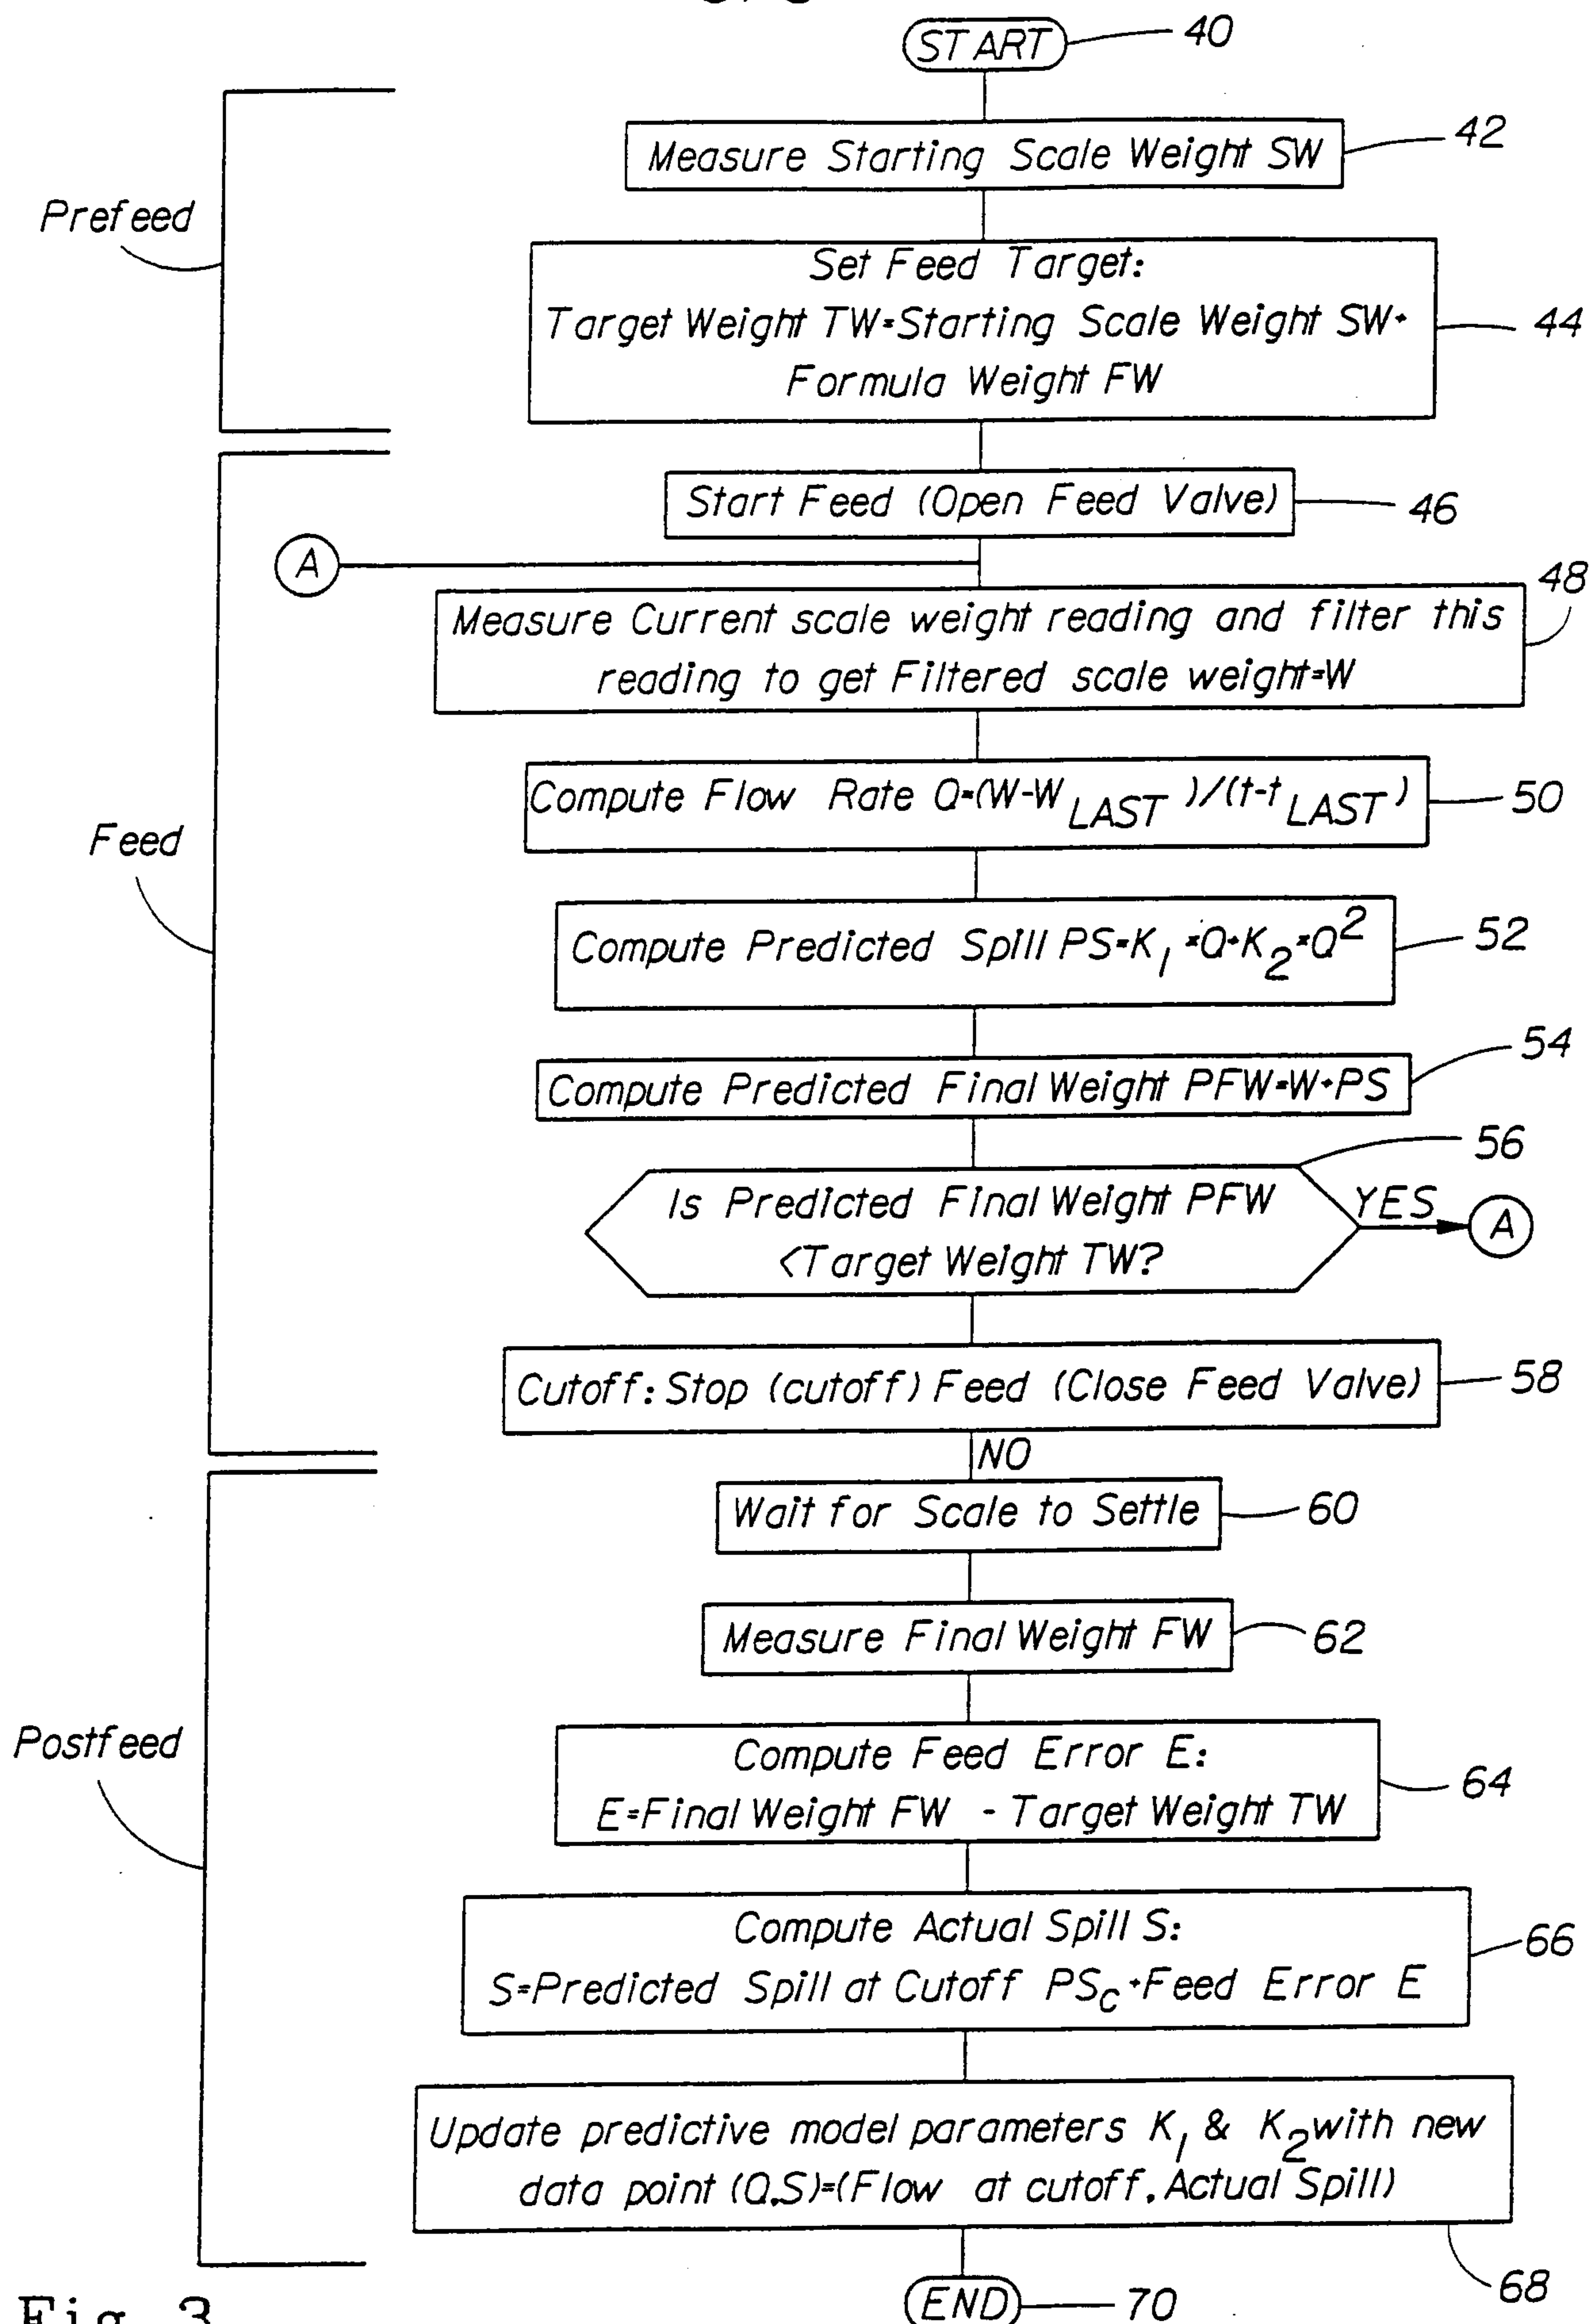 START
40
Measure Starting Scale Weight SW
42
Prefeed
Set Feed Target:
Target Weight TW=Starting Scale Weight SW+
Formula Weight FW
44
Start Feed (Open Feed Valve)
46
A
48
Measure Current scale weight reading and filter this
reading to get Filtered scale weight=W
Compute Flow Rate Q=(W-W LAST )/(t-t LAST )
50
Feed
Compute Predicted Spill PS=K1*Q+K2*Q2
52
54
Compute Predicted Final Weight PFW=W+PS
56
Is Predicted Final Weight PFW
<Target Weight TW?
YES
A
Cutoff: Stop (cutoff) Feed (Close Feed Valve)
58
NO
Wait for Scale to Settle
60
Measure Final Weight FW
62
Postfeed
Compute Feed Error E:
E=Final Weight FW - Target Weight TW
64
Compute Actual Spill S:
S=Predicted Spill at Cutoff PSC+Feed Error E
66
Update predictive model parameters K1 & K2 with new
data point (Q,S)=(Flow at cutoff, Actual Spill)
68
END
70
Fig. 3